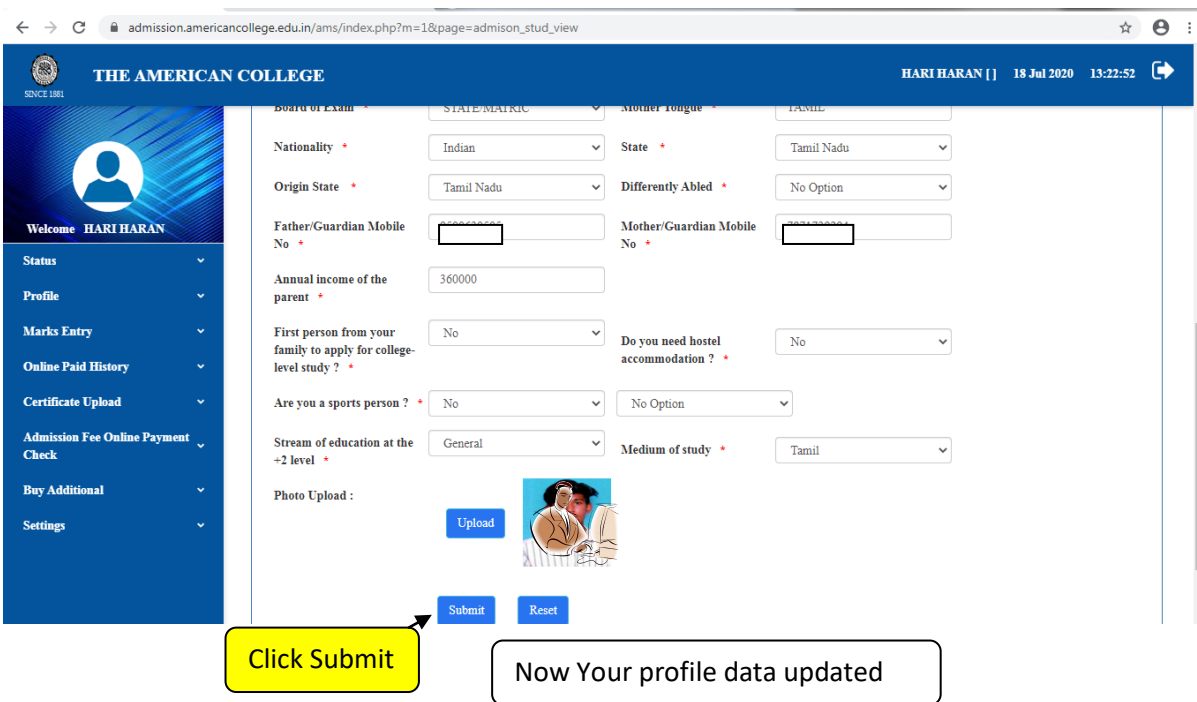 admission.americancollege.edu.in/ams/index.php?m=1&page=admison_stud_view
SINCE 1881
THE AMERICAN COLLEGE
HARI HARAN [ ] 18 Jul 2020 13:22:52
Board of Exam * STATE/MATRIC Mother Tongue * TAMIL
Nationality * Indian State * Tamil Nadu
Origin State * Tamil Nadu Differently Abled * No Option
Welcome HARI HARAN
Father/Guardian Mobile
No *
Mother/Guardian Mobile
No *
Status
Profile
Marks Entry
Online Paid History
Certificate Upload
Admission Fee Online Payment
Check
Buy Additional
Settings
Annual income of the
parent *
360000
First person from your
family to apply for college-
level study ? *
No
Do you need hostel
accommodation ? *
No
Are you a sports person ? * No No Option
Stream of education at the
+2 level *
General
Medium of study * Tamil
Photo Upload :
Upload
Submit Reset
Click Submit
Now Your profile data updated